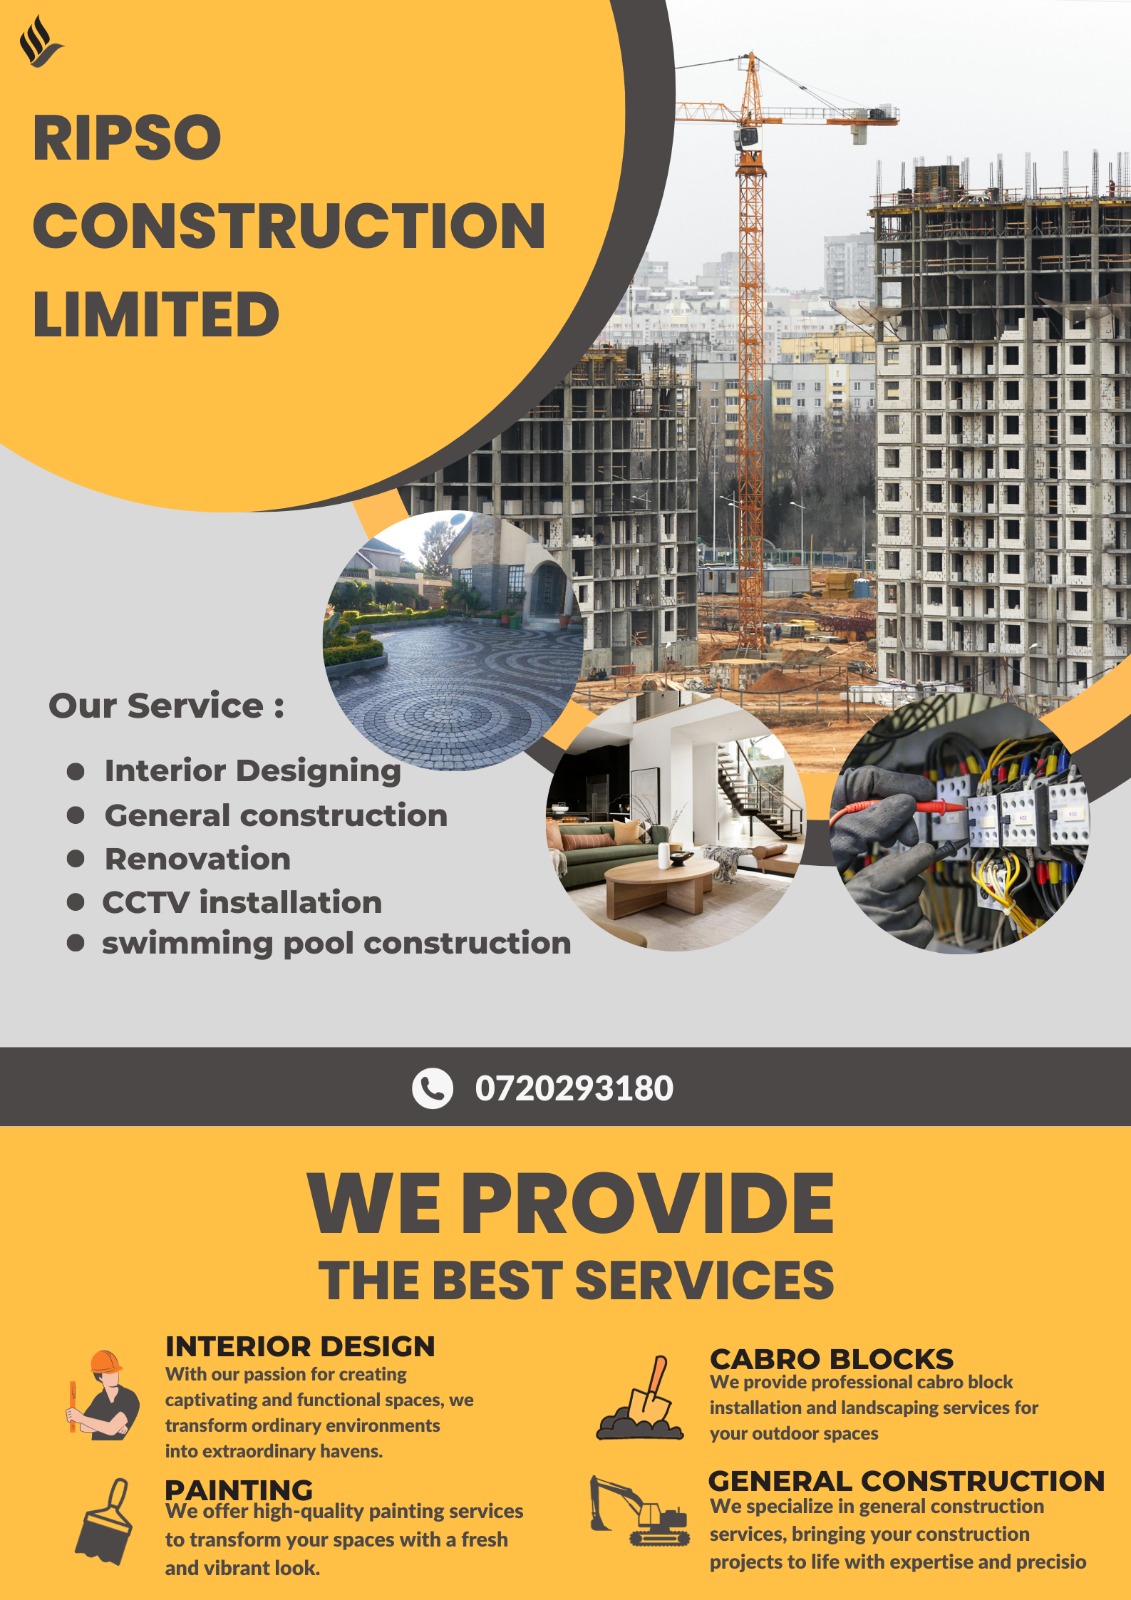 RIPSO
CONSTRUCTION
LIMITED
Our Service :
Interior Designing
General construction
Renovation
CCTV installation
swimming pool construction
0720293180
WE PROVIDE
THE BEST SERVICES
INTERIOR DESIGN
With our passion for creating
captivating and functional spaces, we
transform ordinary environments
into extraordinary havens.
PAINTING
We offer high-quality painting services
to transform your spaces with a fresh
and vibrant look.
CABRO BLOCKS
We provide professional cabro block
installation and landscaping services for
your outdoor spaces
GENERAL CONSTRUCTION
We specialize in general construction
services, bringing your construction
projects to life with expertise and precisio